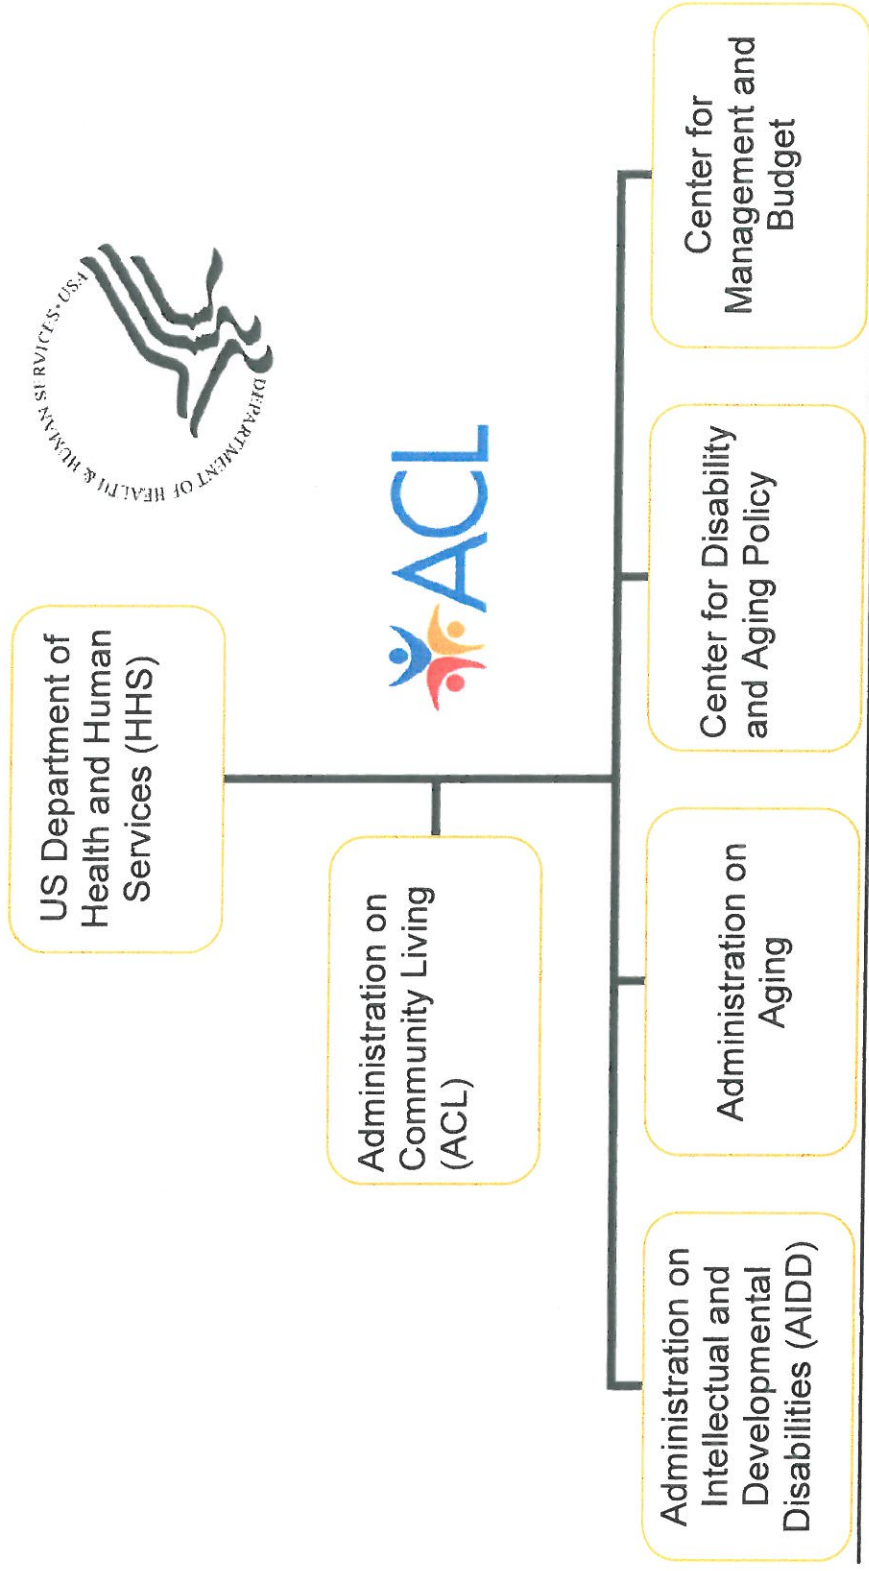 US Department of
Health and Human
Services (HHS)
DEPARTMENT OF HEALTH & HUMAN SERVICES • USA
Administration on
Community Living
(ACL)
ACL
Administration on
Intellectual and
Developmental
Disabilities (AIDD)
Administration on
Aging
Center for Disability
and Aging Policy
Center for
Management and
Budget